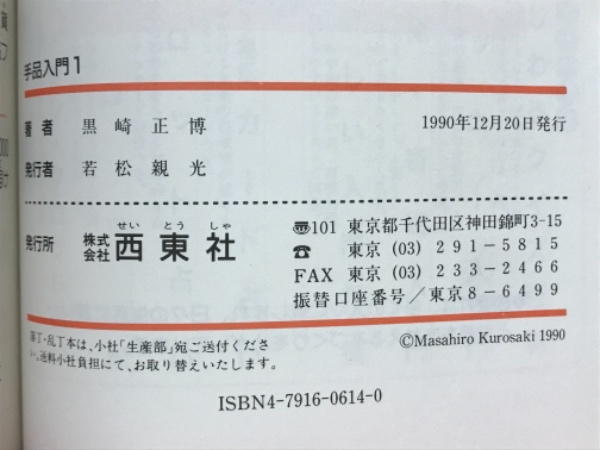 手品入門1
著者 黒崎正博 1990年12月20日発行
発行者 若松親光
発行所 株式会社 西東社
せい とう しゃ
〠101 東京都千代田区神田錦町3-15
☎ 東京 (03) 291-5815
FAX 東京 (03) 233-2466
振替口座番号/東京8-6499
落丁・乱丁本は、小社「生産部」宛ご送付くださ
い。送料小社負担にて、お取り替えいたします。
©Masahiro Kurosaki 1990
ISBN4-7916-0614-0